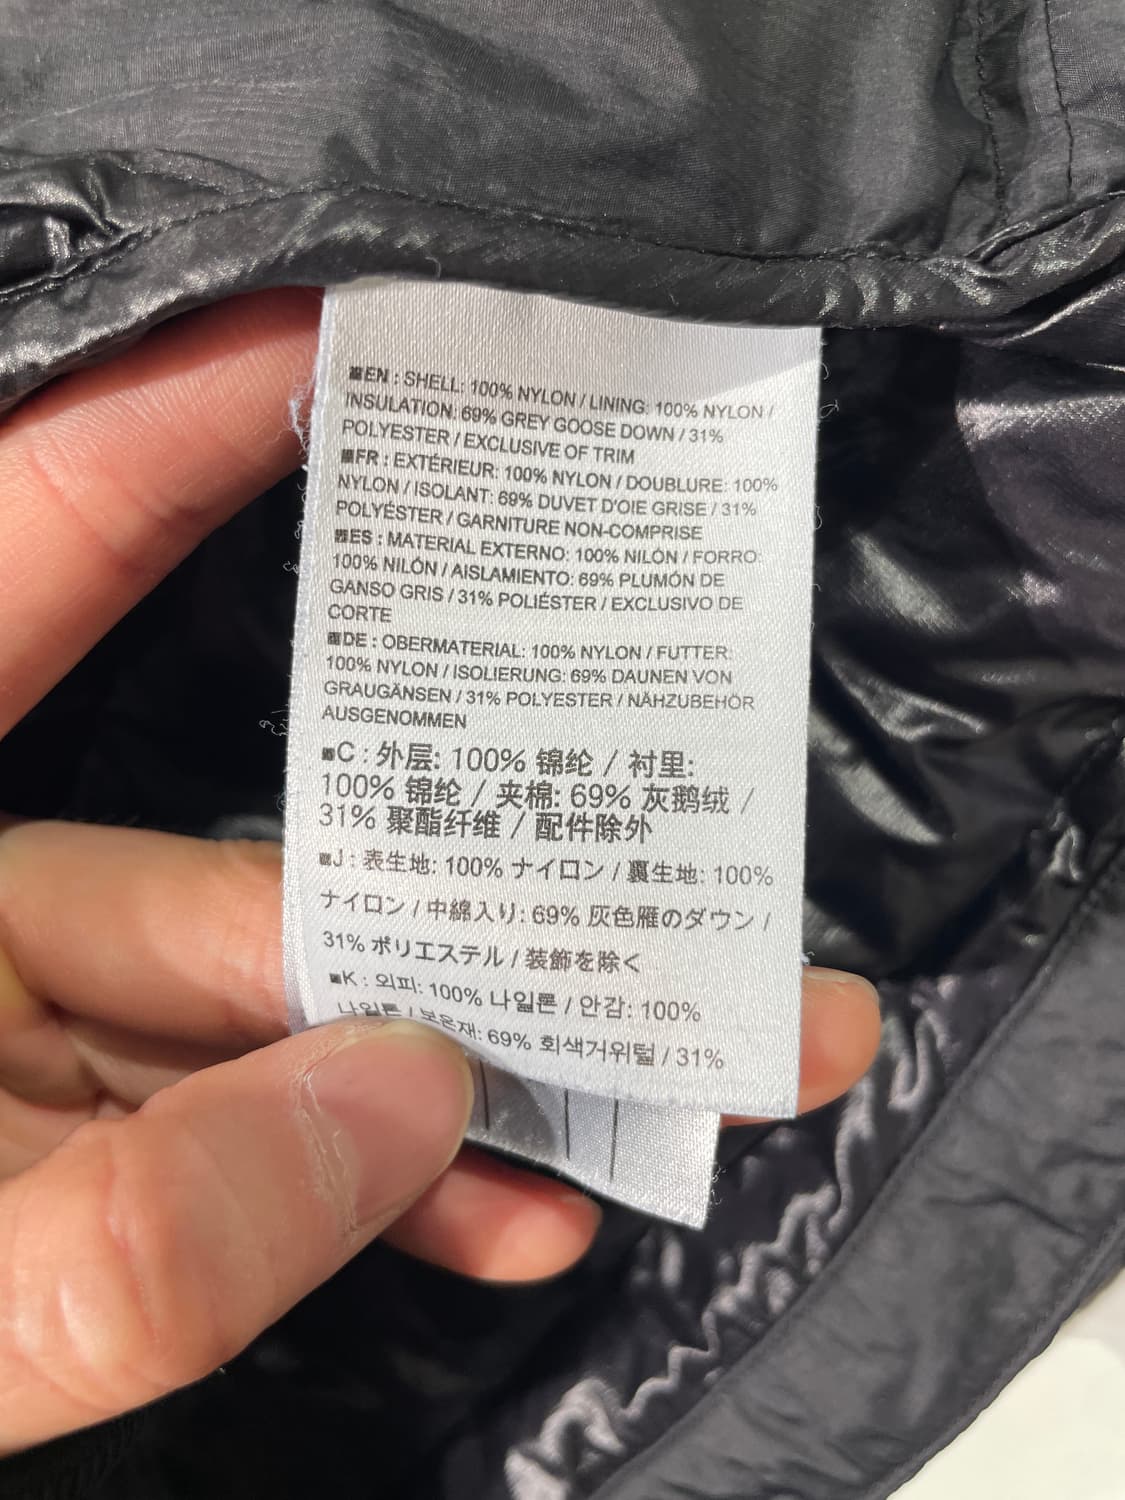 EN : SHELL: 100% NYLON / LINING: 100% NYLON /
INSULATION: 69% GREY GOOSE DOWN / 31%
POLYESTER / EXCLUSIVE OF TRIM
FR : EXTÉRIEUR: 100% NYLON / DOUBLURE: 100%
NYLON / ISOLANT: 69% DUVET D'OIE GRISE / 31%
POLYÉSTER / GARNITURE NON-COMPRISE
ES : MATERIAL EXTERNO: 100% NILÓN / FORRO:
100% NILÓN / AISLAMIENTO: 69% PLUMÓN DE
GANSO GRIS / 31% POLIÉSTER / EXCLUSIVO DE
CORTE
DE : OBERMATERIAL: 100% NYLON / FUTTER:
100% NYLON / ISOLIERUNG: 69% DAUNEN VON
GRAUGÄNSEN / 31% POLYESTER / NÄHZUBEHÖR
AUSGENOMMEN
C : 外层: 100% 锦纶 / 衬里:
100% 锦纶 / 夹棉: 69% 灰鹅绒 /
31% 聚酯纤维 / 配件除外
J : 表生地: 100% ナイロン / 裏生地: 100%
ナイロン / 中綿入り: 69% 灰色雁のダウン /
31% ポリエステル / 装飾を除く
K : 외피: 100% 나일론 / 안감: 100%
나일론 / 보온재: 69% 회색거위털 / 31%